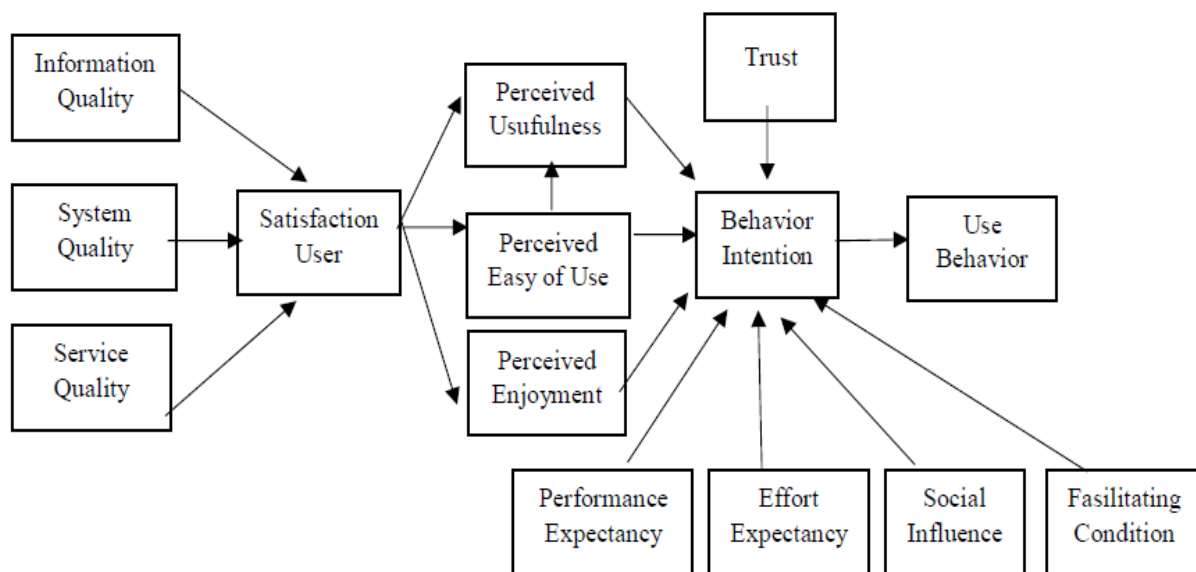 Information
Quality
System
Quality
Service
Quality
Satisfaction
User
Perceived
Usufulness
Perceived
Easy of Use
Perceived
Enjoyment
Trust
Behavior
Intention
Use
Behavior
Performance
Expectancy
Effort
Expectancy
Social
Influence
Fasilitating
Condition